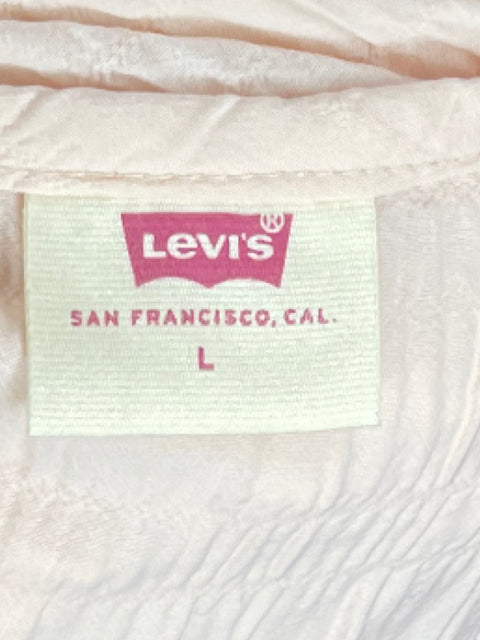 Levi's®
SAN FRANCISCO, CAL.
L